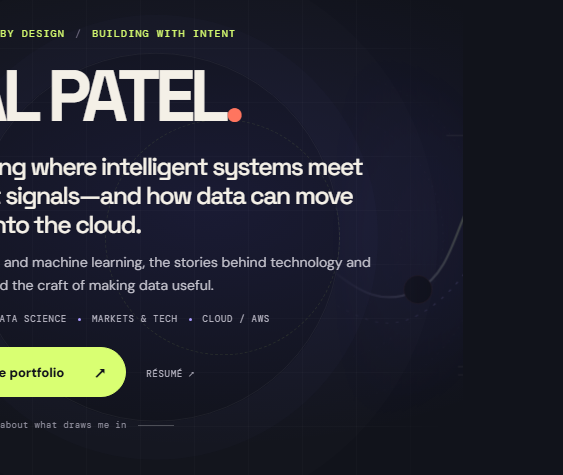 BY DESIGN / BUILDING WITH INTENT
AL PATEL.
ng where intelligent systems meet
t signals—and how data can move
nto the cloud.
and machine learning, the stories behind technology and
d the craft of making data useful.
ATA SCIENCE • MARKETS & TECH • CLOUD / AWS
e portfolio ↗
RÉSUMÉ ↗
about what draws me in